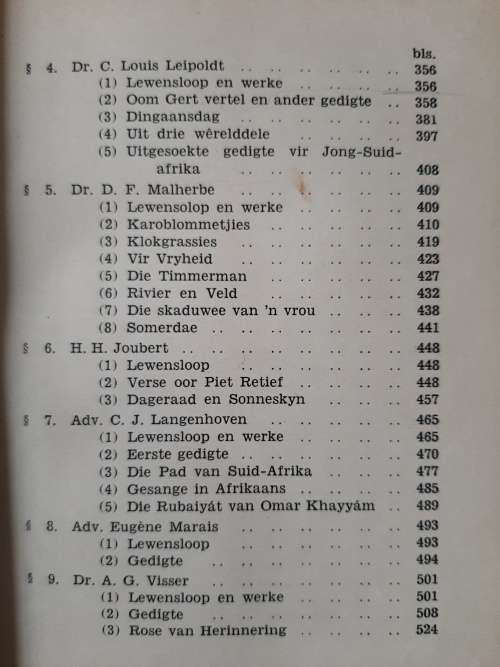 bls.
§ 4. Dr. C. Louis Leipoldt .. .. .. .. .. .. 356
(1) Lewensloop en werke .. .. .. .. 356
(2) Oom Gert vertel en ander gedigte .. 358
(3) Dingaansdag .. .. .. .. .. .. 381
(4) Uit drie wêrelddele .. .. .. .. 397
(5) Uitgesoekte gedigte vir Jong-Suid-
afrika .. .. .. .. .. .. 408
§ 5. Dr. D. F. Malherbe .. .. .. .. .. .. 409
(1) Lewensolop en werke .. .. .. .. 409
(2) Karoblommetjies .. .. .. .. .. 410
(3) Klokgrassies .. .. .. .. .. .. 419
(4) Vir Vryheid .. .. .. .. .. .. 423
(5) Die Timmerman .. .. .. .. .. 427
(6) Rivier en Veld .. .. .. .. .. 432
(7) Die skaduwee van 'n vrou .. .. .. 438
(8) Somerdae .. .. .. .. .. .. 441
§ 6. H. H. Joubert .. .. .. .. .. .. .. .. 448
(1) Lewensloop .. .. .. .. .. .. 448
(2) Verse oor Piet Retief .. .. .. .. 448
(3) Dageraad en Sonneskyn .. .. .. 457
§ 7. Adv. C. J. Langenhoven .. .. .. .. .. 465
(1) Lewensloop en werke .. .. .. .. 465
(2) Eerste gedigte .. .. .. .. .. 470
(3) Die Pad van Suid-Afrika .. .. .. 477
(4) Gesange in Afrikaans .. .. .. .. 485
(5) Die Rubaiyát van Omar Khayyám .. 489
§ 8. Adv. Eugène Marais .. .. .. .. .. .. 493
(1) Lewensloop .. .. .. .. .. .. 493
(2) Gedigte .. .. .. .. .. .. .. 494
§ 9. Dr. A. G. Visser .. .. .. .. .. .. .. 501
(1) Lewensloop en werke .. .. .. .. 501
(2) Gedigte .. .. .. .. .. .. .. 508
(3) Rose van Herinnering .. .. .. .. 524